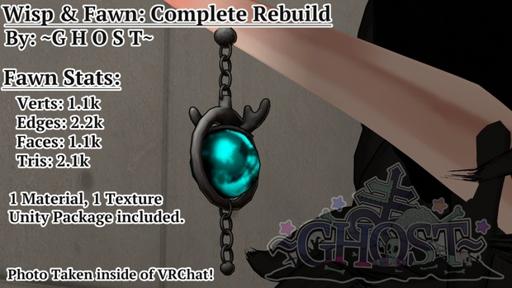 Wisp & Fawn: Complete Rebuild
By: ~G H O S T~
Fawn Stats:
Verts: 1.1k
Edges: 2.2k
Faces: 1.1k
Tris: 2.1k
1 Material, 1 Texture
Unity Package included.
~GHOST~
Photo Taken inside of VRChat!